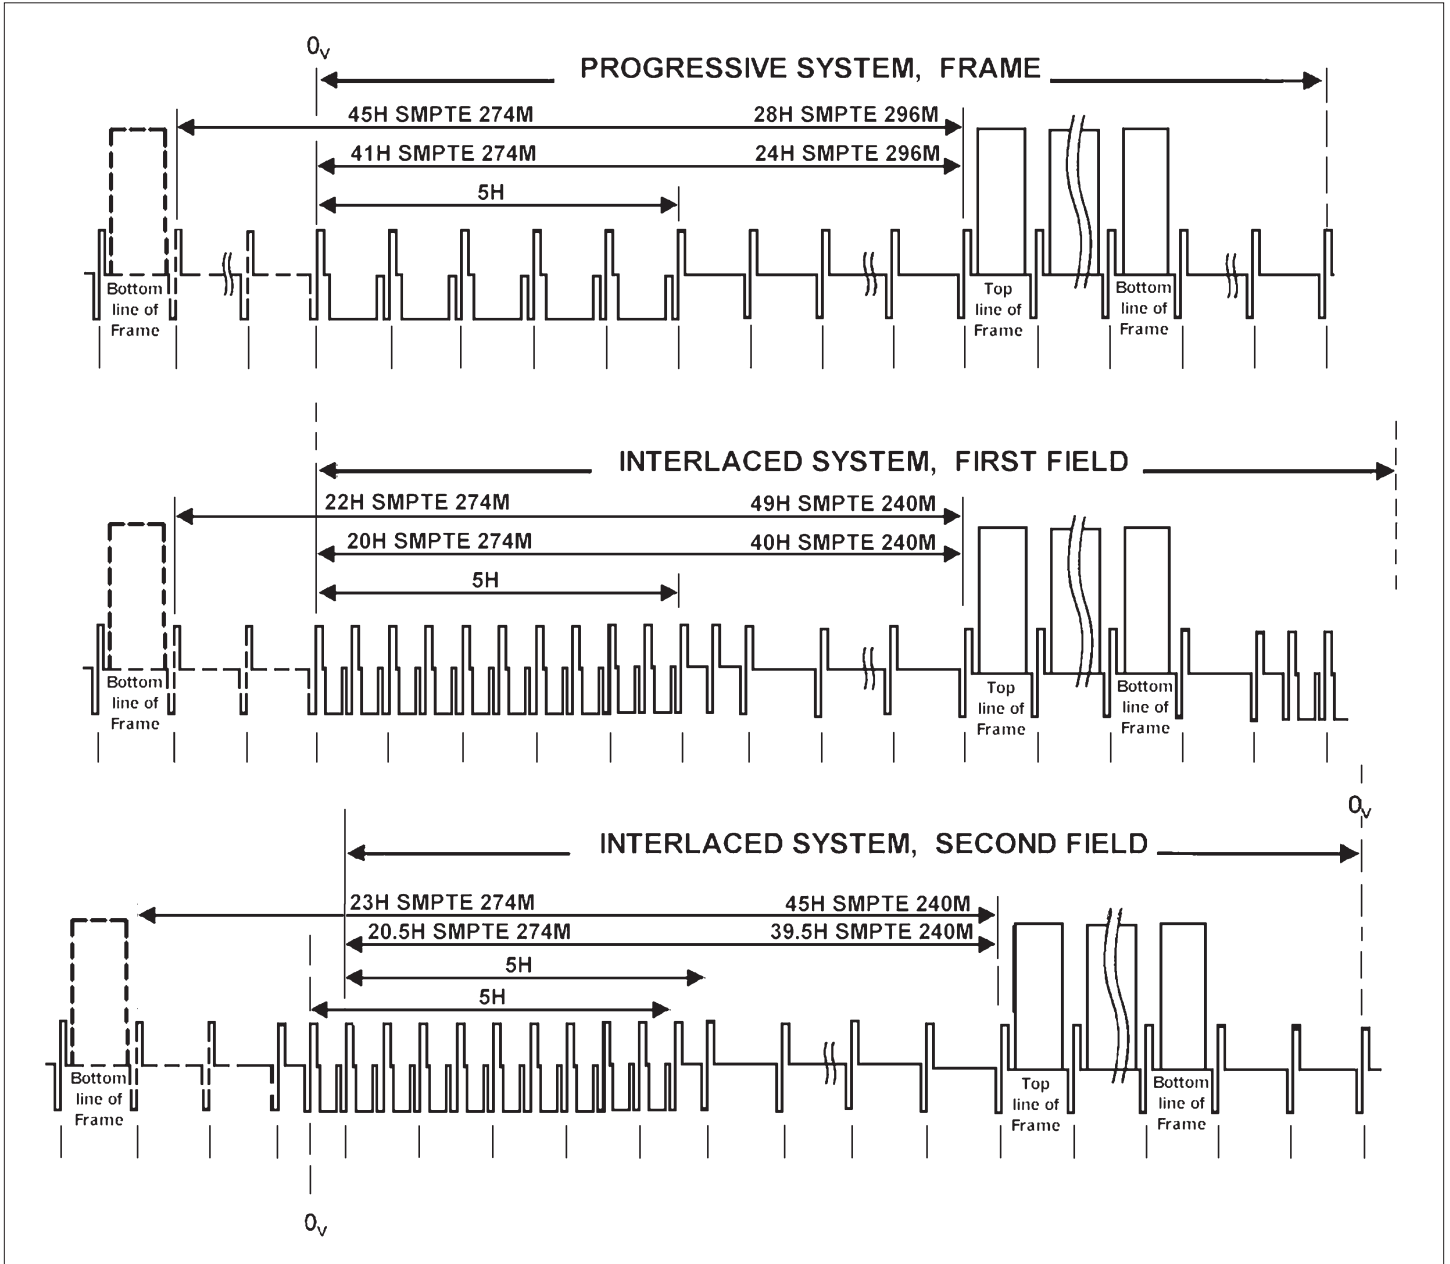 0V
PROGRESSIVE SYSTEM, FRAME
45H SMPTE 274M 28H SMPTE 296M
41H SMPTE 274M 24H SMPTE 296M
5H
Bottom
line of
Frame
Top
line of
Frame
Bottom
line of
Frame
INTERLACED SYSTEM, FIRST FIELD
22H SMPTE 274M 49H SMPTE 240M
20H SMPTE 274M 40H SMPTE 240M
5H
Bottom
line of
Frame
Top
line of
Frame
Bottom
line of
Frame
0V
INTERLACED SYSTEM, SECOND FIELD
23H SMPTE 274M 45H SMPTE 240M
20.5H SMPTE 274M 39.5H SMPTE 240M
5H
5H
Bottom
line of
Frame
Top
line of
Frame
Bottom
line of
Frame
0V